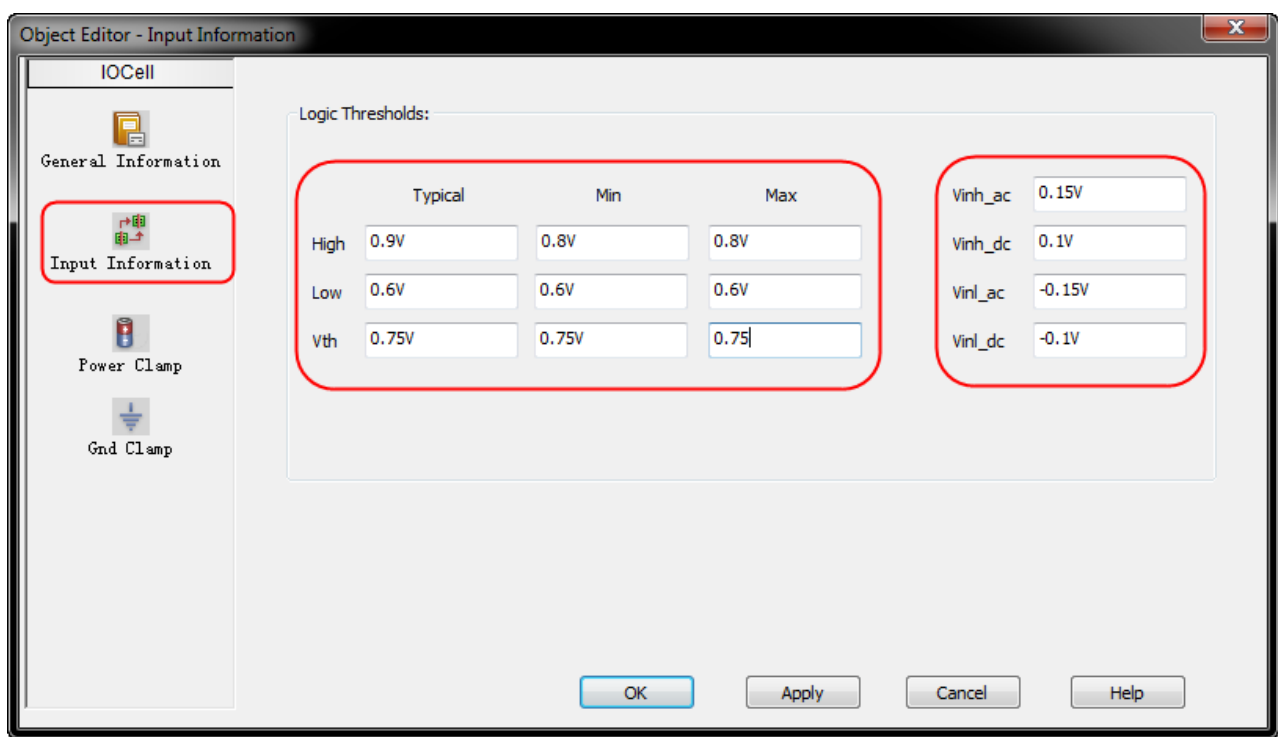 Object Editor - Input Information
IOCell
General Information
Input Information
Power Clamp
Gnd Clamp
Logic Thresholds:
Typical Min Max
High 0.9V 0.8V 0.8V
Low 0.6V 0.6V 0.6V
Vth 0.75V 0.75V 0.75
Vinh_ac 0.15V
Vinh_dc 0.1V
Vinl_ac -0.15V
Vinl_dc -0.1V
OK Apply Cancel Help